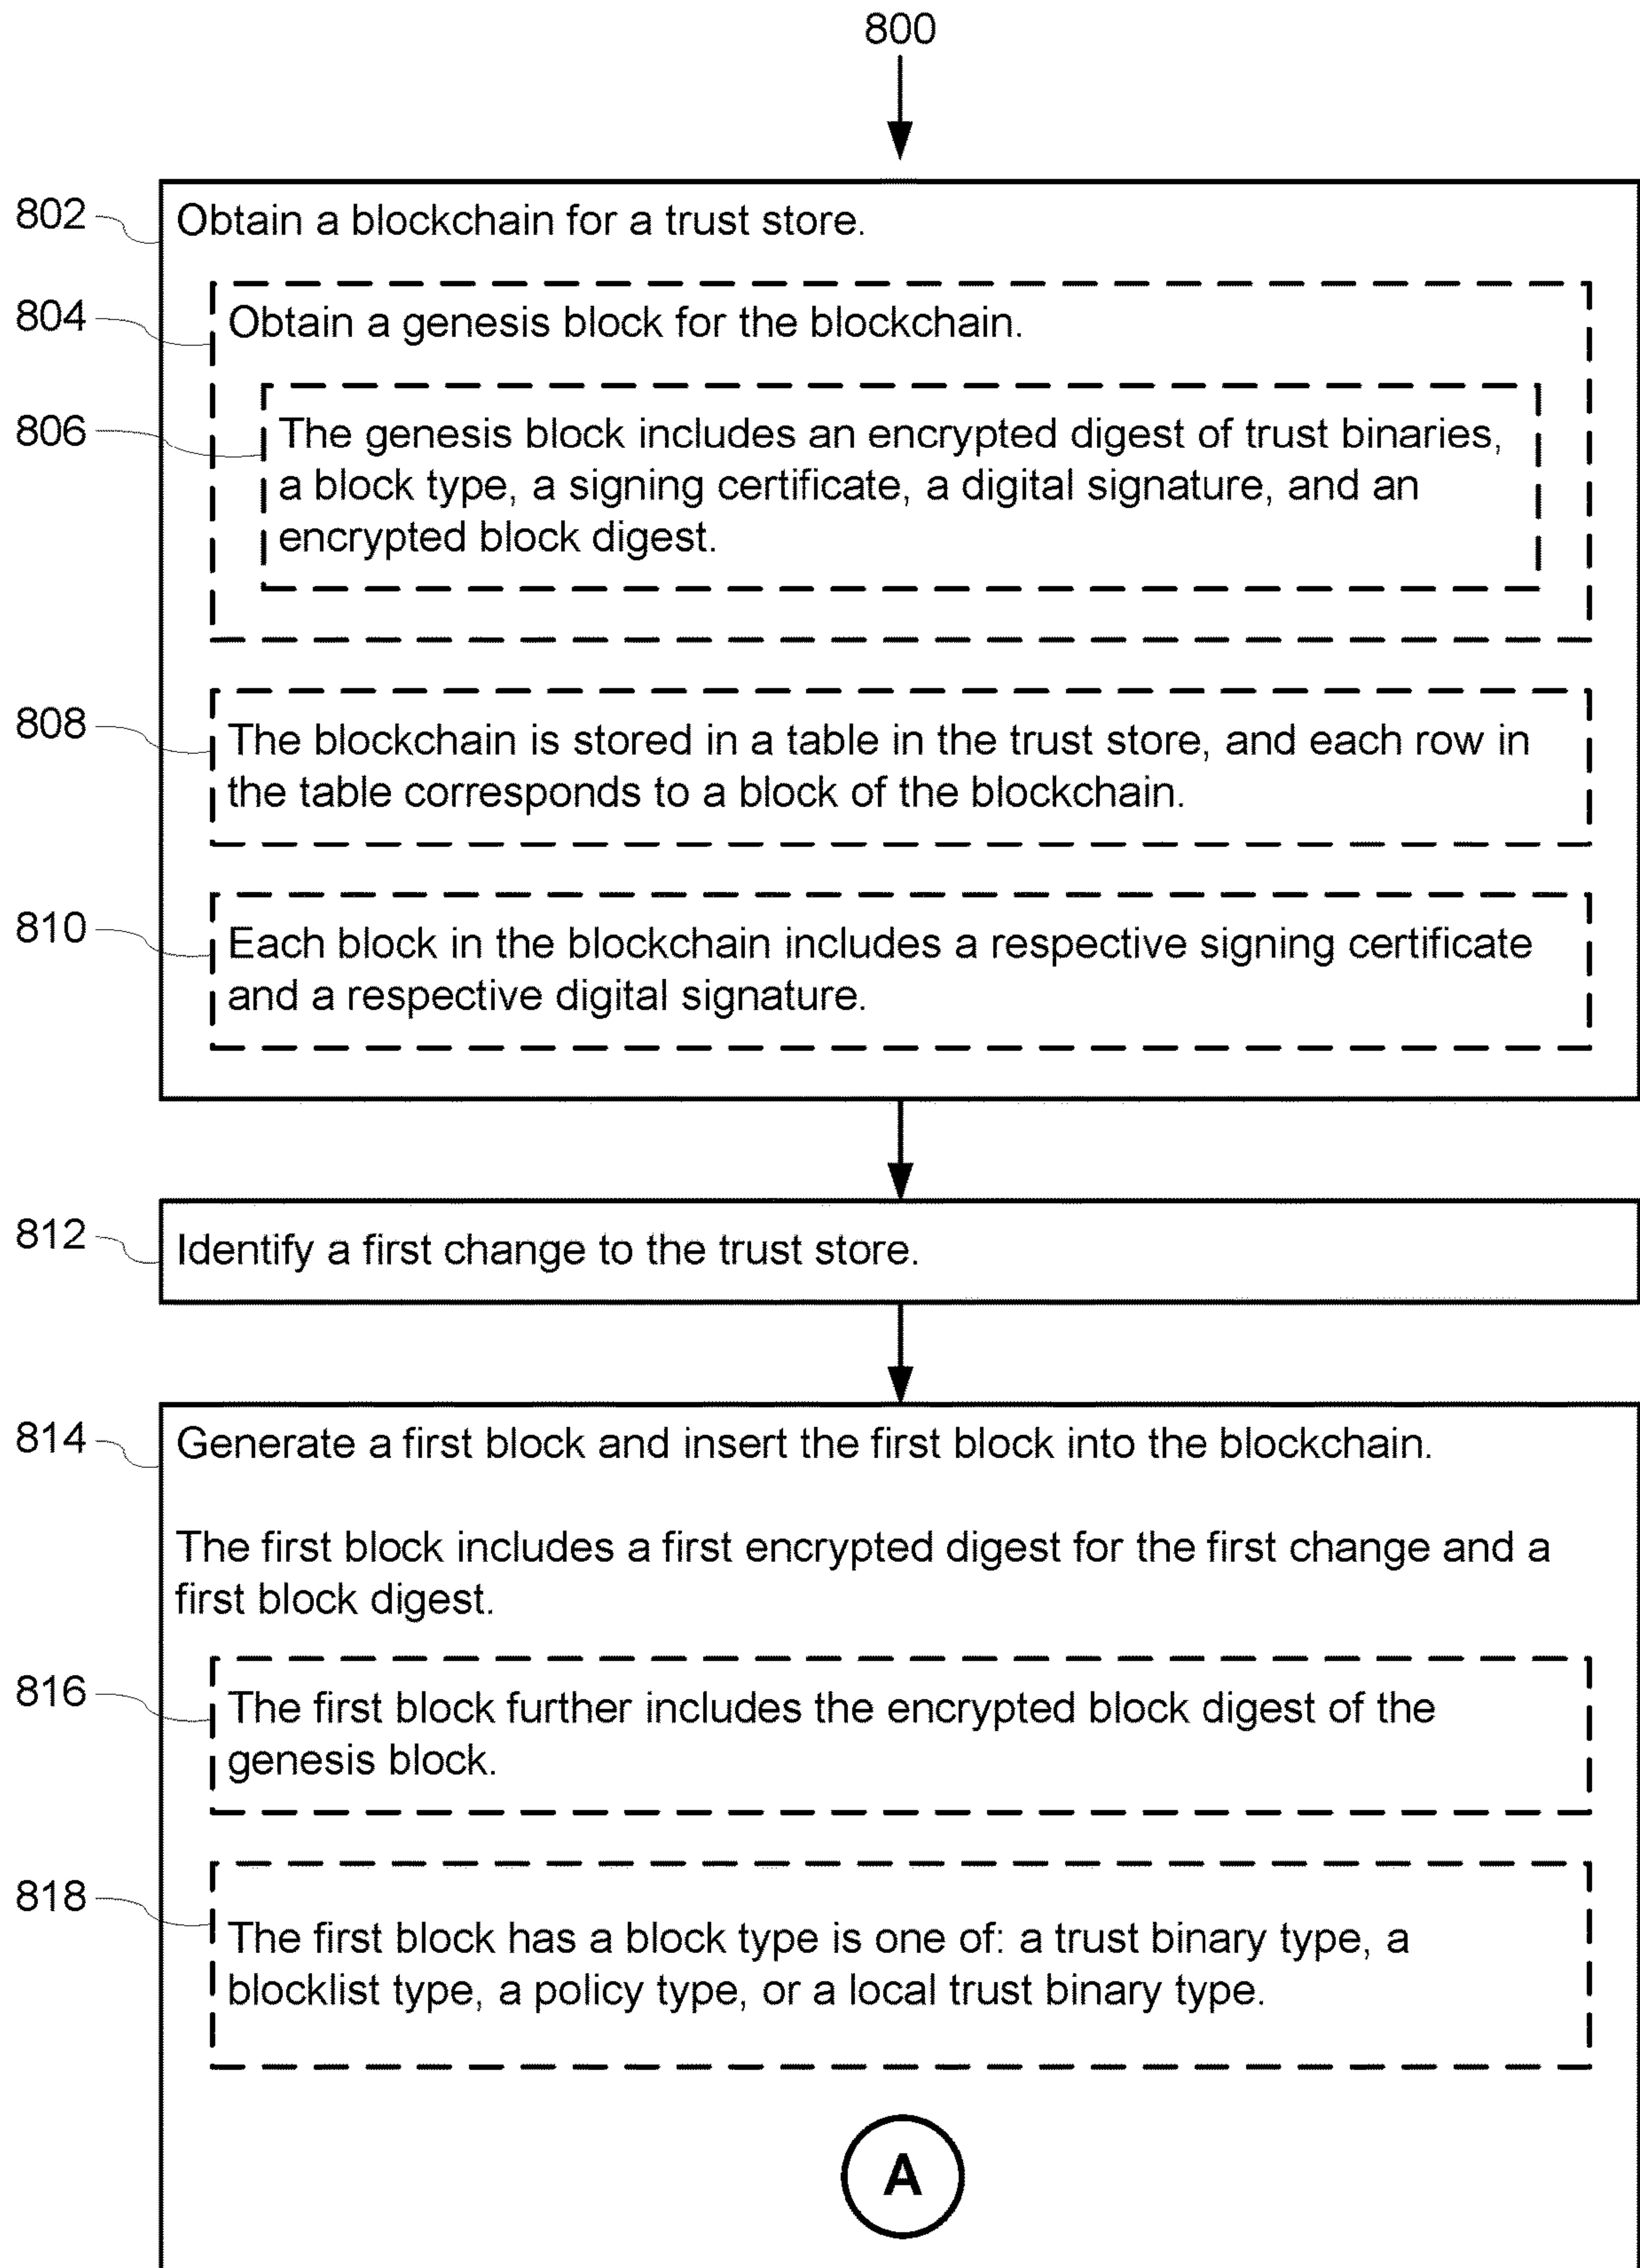 800
802
Obtain a blockchain for a trust store.
804
Obtain a genesis block for the blockchain.
806
The genesis block includes an encrypted digest of trust binaries,
a block type, a signing certificate, a digital signature, and an
encrypted block digest.
808
The blockchain is stored in a table in the trust store, and each row in
the table corresponds to a block of the blockchain.
810
Each block in the blockchain includes a respective signing certificate
and a respective digital signature.
812
Identify a first change to the trust store.
814
Generate a first block and insert the first block into the blockchain.
The first block includes a first encrypted digest for the first change and a
first block digest.
816
The first block further includes the encrypted block digest of the
genesis block.
818
The first block has a block type is one of: a trust binary type, a
blocklist type, a policy type, or a local trust binary type.
A